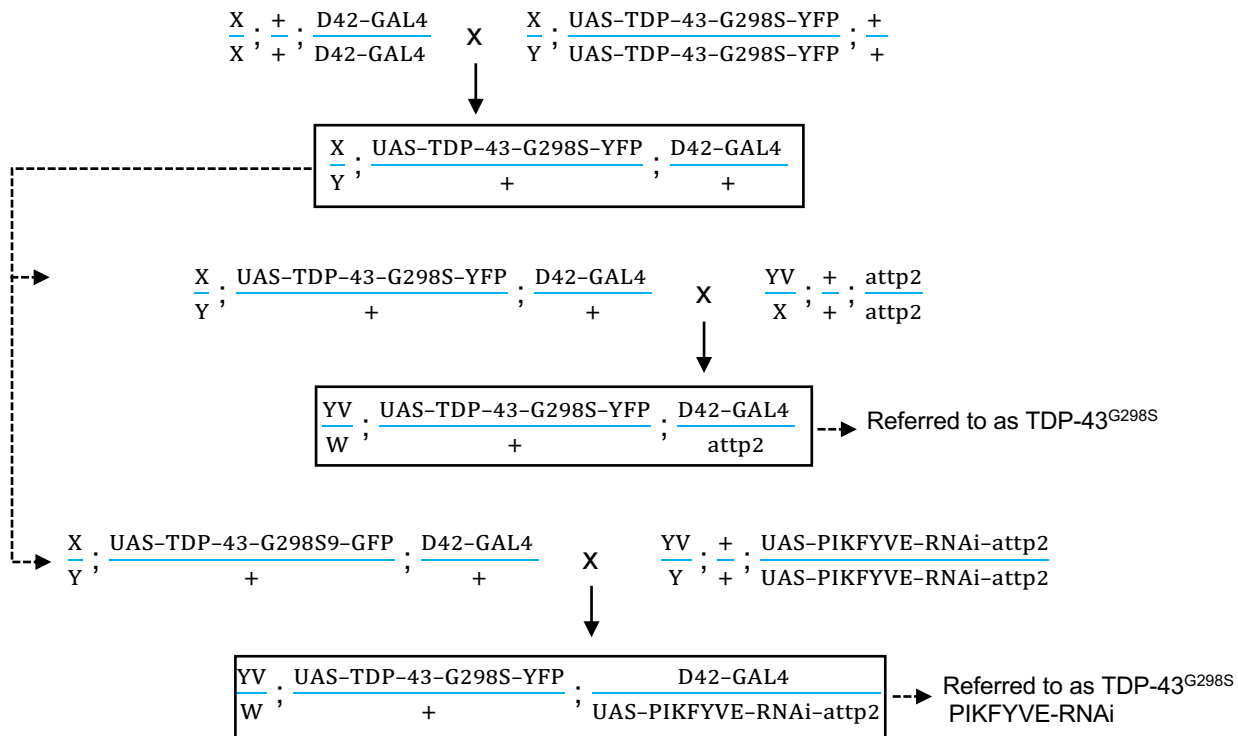 X/X ; +/+ ; D42-GAL4/D42-GAL4 X X/Y ; UAS-TDP-43-G298S-YFP/UAS-TDP-43-G298S-YFP ; +/+
X/Y ; UAS-TDP-43-G298S-YFP/+ ; D42-GAL4/+
X/Y ; UAS-TDP-43-G298S-YFP/+ ; D42-GAL4/+ X YV/X ; +/+ ; attp2/attp2
YV/W ; UAS-TDP-43-G298S-YFP/+ ; D42-GAL4/attp2 Referred to as TDP-43G298S
X/Y ; UAS-TDP-43-G298S9-GFP/+ ; D42-GAL4/+ X YV/Y ; +/+ ; UAS-PIKFYVE-RNAi-attp2/UAS-PIKFYVE-RNAi-attp2
YV/W ; UAS-TDP-43-G298S-YFP/+ ; D42-GAL4/UAS-PIKFYVE-RNAi-attp2 Referred to as TDP-43G298S
PIKFYVE-RNAi